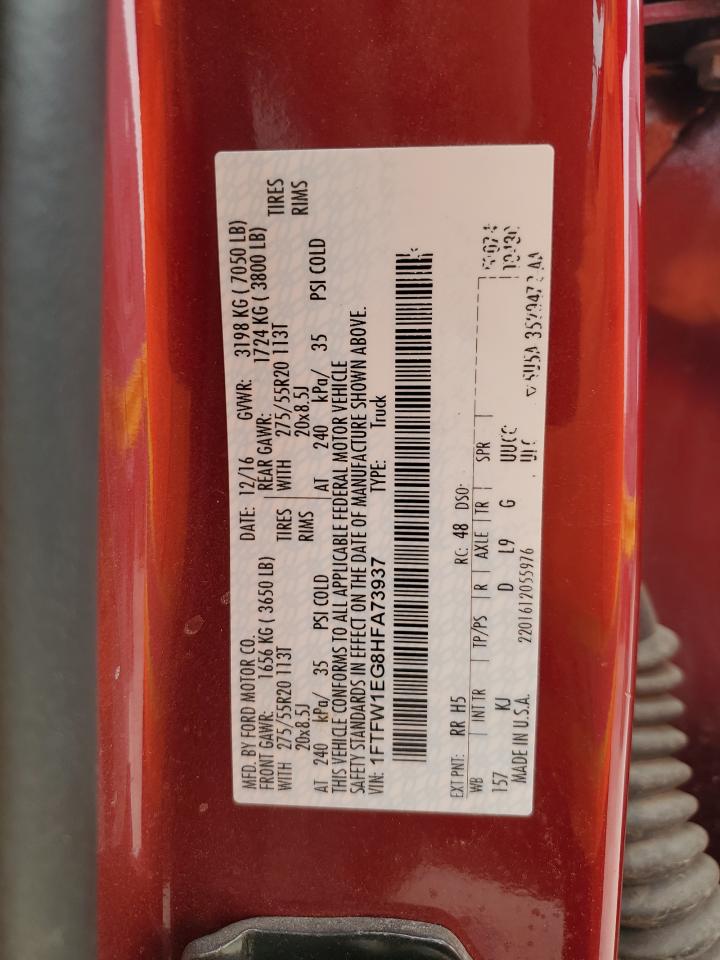 MFD. BY FORD MOTOR CO. DATE: 12/16 GVWR: 3198 KG ( 7050 LB)
FRONT GAWR: 1656 KG ( 3650 LB) REAR GAWR: 1724 KG ( 3800 LB)
WITH 275/55R20 113T TIRES WITH 275/55R20 113T TIRES
20x8.5J RIMS 20x8.5J RIMS
AT 240 kPa/ 35 PSI COLD AT 240 kPa/ 35 PSI COLD
THIS VEHICLE CONFORMS TO ALL APPLICABLE FEDERAL MOTOR VEHICLE
SAFETY STANDARDS IN EFFECT ON THE DATE OF MANUFACTURE SHOWN ABOVE.
VIN: 1FTFW1EG8HFA73937 TYPE: Truck
EXT PNT: RR H5 RC: 48 DSO:
WB INT TR TP/PS R AXLE TR SPR
157 KJ D L9 G UUCC
MADE IN U.S.A. 2201612055976